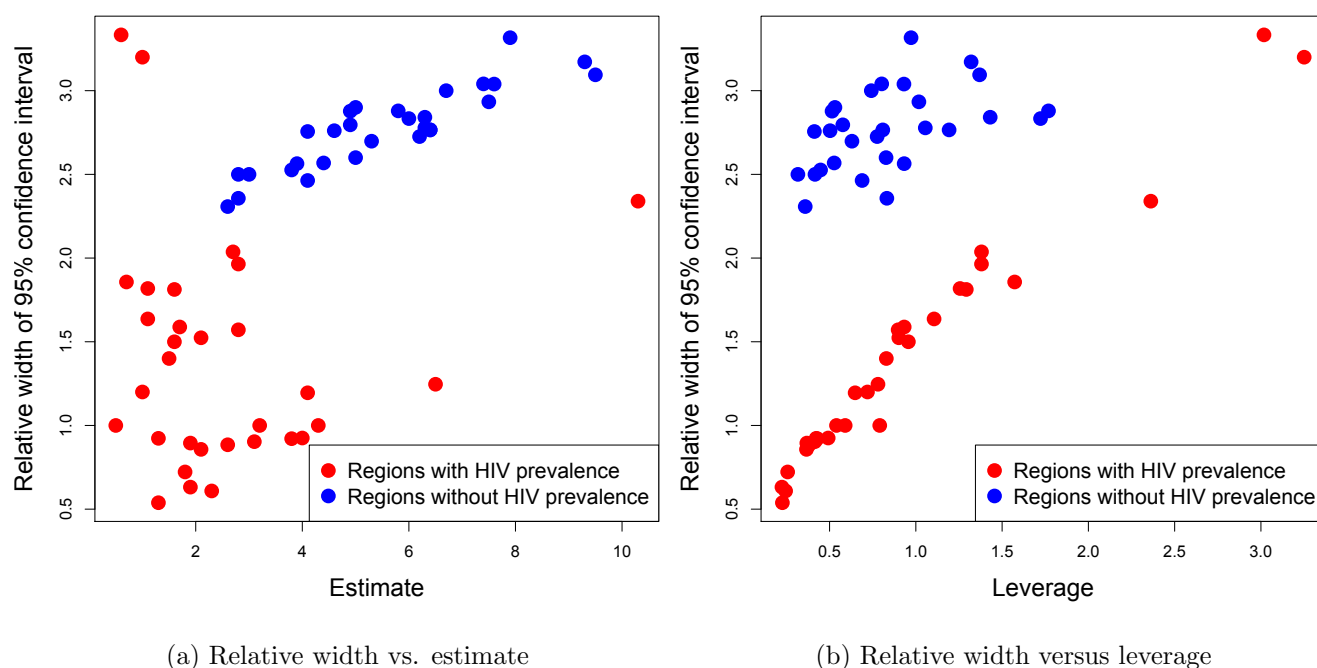 Relative width of 95% confidence interval
3.0
2.5
2.0
1.5
1.0
0.5
Regions with HIV prevalence
Regions without HIV prevalence
2 4 6 8 10
Estimate
(a) Relative width vs. estimate
Relative width of 95% confidence interval
3.0
2.5
2.0
1.5
1.0
0.5
Regions with HIV prevalence
Regions without HIV prevalence
0.5 1.0 1.5 2.0 2.5 3.0
Leverage
(b) Relative width versus leverage